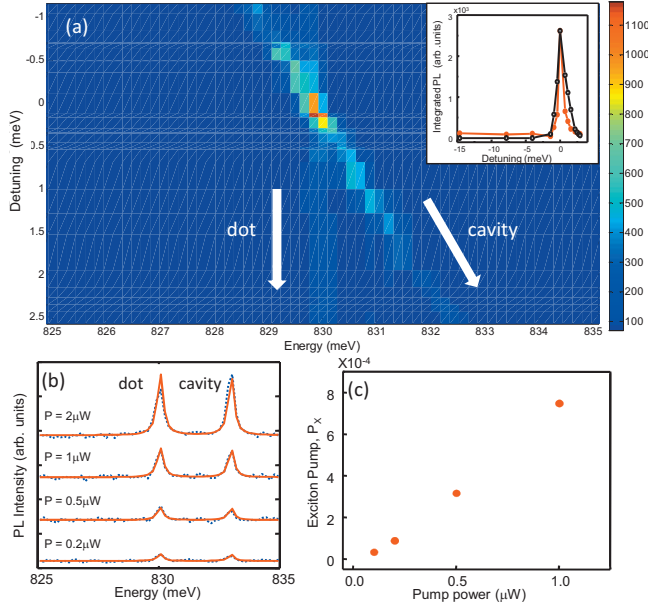 (a)
-1
-0.5
0
0.5
1
1.5
2
2.5
Detuning (meV)
825 826 827 828 829 830 831 832 833 834 835
Energy (meV)
dot
cavity
3
2
1
0
x10³
Integrated PL (arb .units)
-15 -10 -5 0
Detuning (meV)
1100
1000
900
800
700
600
500
400
300
200
100
(b)
dot cavity
P = 2μW
P = 1μW
P = 0.5μW
P = 0.2μW
PL Intensity (arb. units)
825 830 835
Energy (meV)
X10⁻⁴
(c)
8
6
4
2
0
Exciton Pump, Pₓ
0.0 0.5 1.0
Pump power (μW)